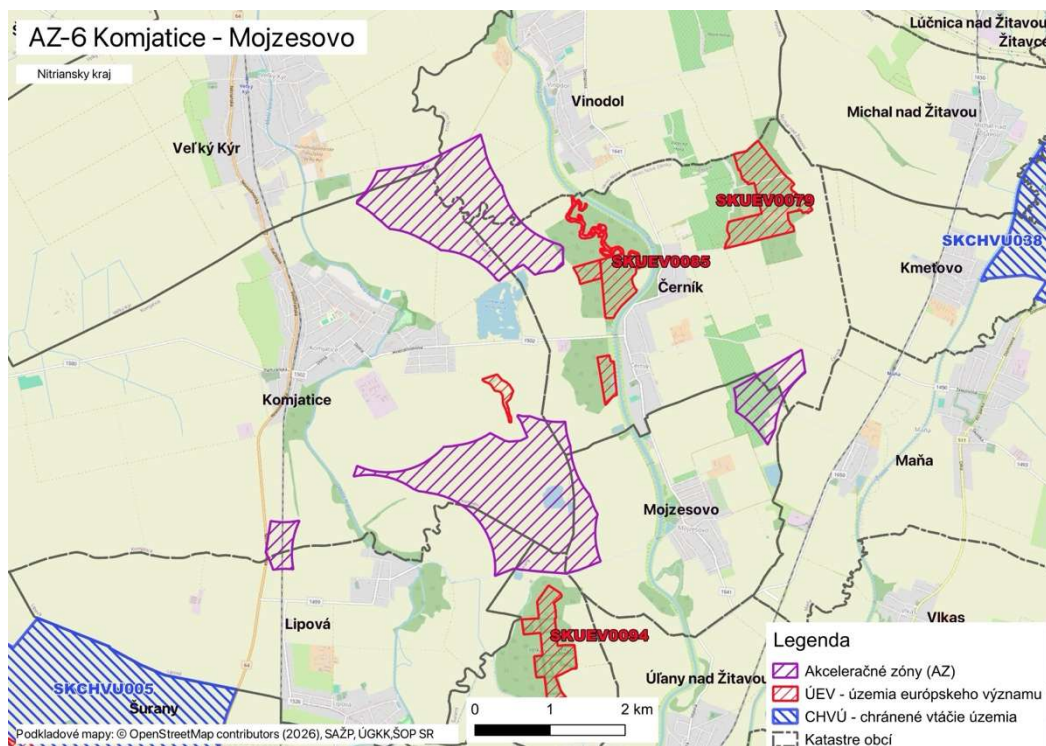 AZ-6 Komjatice - Mojzesovo
Nitriansky kraj
Lúčnica nad Žitavou
Žitavce
Vinodol
Michal nad Žitavou
Veľký Kýr
SKUEV0079
SKCHVU038
SKUEV0085
Kmeťovo
Černík
Komjatice
Maňa
Mojzesovo
Lipová
SKUEV0094
Vlkas
SKCHVU005
Šurany
Úľany nad Žitavou
0 1 2 km
Legenda
Akceleračné zóny (AZ)
ÚEV - územia európskeho významu
CHVÚ - chránené vtáčie územia
Katastre obcí
Podkladové mapy: © OpenStreetMap contributors (2026), SAŽP, ÚGKK,ŠOP SR